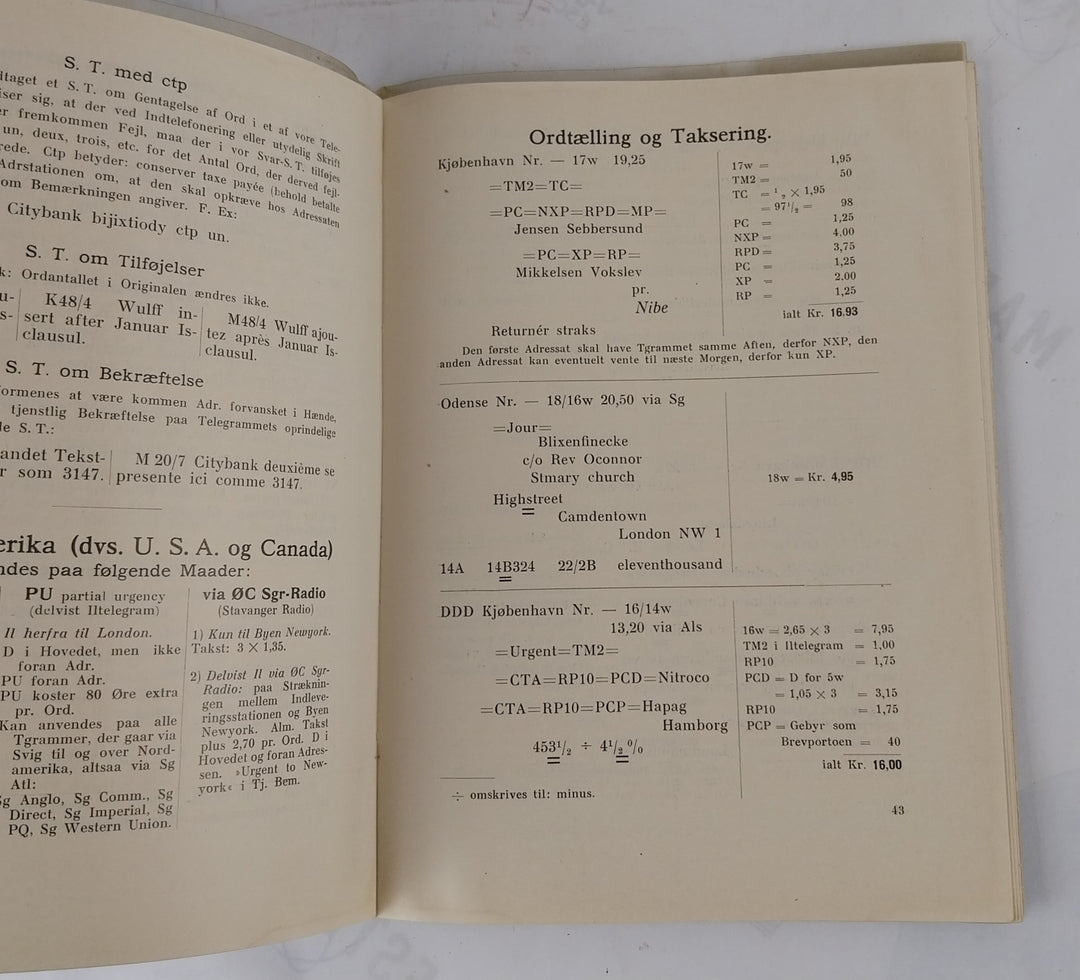 S. T. med ctp
ltaget et S. T. om Gentagelse af Ord i et af vore Tele-
iser sig, at der ved Indtelefonering eller utydelig Skrift
er fremkommen Fejl, maa der i vor Svar-S. T. tilføjes
un, deux, trois, etc. for det Antal Ord, der derved fejl-
rede. Ctp betyder: conserver taxe payée (behold betalte
Adrstationen om, at den skal opkræve hos Adressaten
om Bemærkningen angiver. F. Ex:
Citybank bijixtiody ctp un.
S. T. om Tilføjelser
k: Ordantallet i Originalen ændres ikke.
u-
s-
K48/4 Wulff in-
sert after Januar Is-
clausul.
M48/4 Wulff ajou-
tez après Januar Is-
clausul.
S. T. om Bekræftelse
ormenes at være kommen Adr. forvansket i Hænde,
tjenstlig Bekræftelse paa Telegrammets oprindelige
le S. T.:
andet Tekst-
r som 3147.
M 20/7 Citybank deuxième se
presente ici comme 3147.
erika (dvs. U. S. A. og Canada)
ndes paa følgende Maader:
PU partial urgency
(delvist Iltelegram)
Il herfra til London.
D i Hovedet, men ikke
foran Adr.
PU foran Adr.
PU koster 80 Øre extra
pr. Ord.
Kan anvendes paa alle
Tgrammer, der gaar via
Svig til og over Nord-
amerika, altsaa via Sg
Atl:
Sg Anglo, Sg Comm., Sg
Direct, Sg Imperial, Sg
PQ, Sg Western Union.
via ØC Sgr-Radio
(Stavanger Radio)
1) Kun til Byen Newyork.
Takst: 3 × 1,35.
2) Delvist Il via ØC Sgr-
Radio: paa Stræknin-
gen mellem Indleve-
ringsstationen og Byen
Newyork. Alm. Takst
plus 2,70 pr. Ord. D i
Hovedet og foran Adres-
sen. »Urgent to New-
york« i Tj. Bem.
Ordtælling og Taksering.
Kjøbenhavn Nr. — 17w 19,25
=TM2=TC=
=PC=NXP=RPD=MP=
Jensen Sebbersund
=PC=XP=RP=
Mikkelsen Vokslev
pr.
Nibe
Returnér straks
17w = 1,95
TM2 = 50
TC = ½ × 1,95
= 97½ = 98
PC = 1,25
NXP = 4,00
RPD = 3,75
PC = 1,25
XP = 2.00
RP = 1,25
ialt Kr. 16.93
Den første Adressat skal have Tgrammet samme Aften, derfor NXP, den
anden Adressat kan eventuelt vente til næste Morgen, derfor kun XP.
Odense Nr. — 18/16w 20,50 via Sg
=Jour=
Blixenfinecke
c/o Rev Oconnor
Stmary church
Highstreet
Camdentown
London NW 1
14A 14B324 22/2B eleventhousand
18w = Kr. 4,95
DDD Kjøbenhavn Nr. — 16/14w
13,20 via Als
=Urgent=TM2=
=CTA=RP10=PCD=Nitroco
=CTA=RP10=PCP=Hapag
Hamborg
453½ ÷ 4½ %
÷ omskrives til: minus.
16w = 2,65 × 3 = 7,95
TM2 i Iltelegram = 1,00
RP10 = 1,75
PCD = D for 5w
= 1,05 × 3 = 3,15
RP10 = 1,75
PCP = Gebyr som
Brevportoen = 40
ialt Kr. 16,00
43